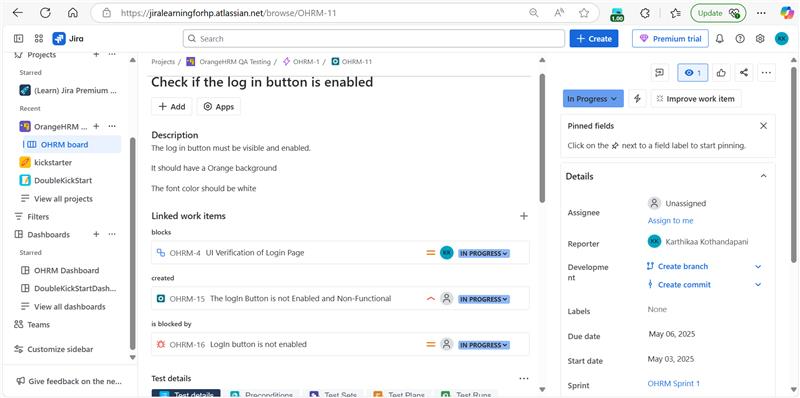 https://jiralearningforhp.atlassian.net/browse/OHRM-11
1.00
Update
Jira
Search
+ Create
Premium trial
KK
Projects
Starred
(Learn) Jira Premium ...
Recent
OrangeHRM ...
OHRM board
kickstarter
DoubleKickStart
View all projects
Filters
Dashboards
Starred
OHRM Dashboard
DoubleKickStartDash...
View all dashboards
Teams
Customize sidebar
Give feedback on the ne...
Projects / OrangeHRM QA Testing / OHRM-1 / OHRM-11
Check if the log in button is enabled
+ Add
Apps
Description
The log in button must be visible and enabled.
It should have a Orange background
The font color should be white
Linked work items
blocks
OHRM-4 UI Verification of Login Page
KK
IN PROGRESS
created
OHRM-15 The logIn Button is not Enabled and Non-Functional
IN PROGRESS
is blocked by
OHRM-16 LogIn button is not enabled
IN PROGRESS
Test details
Test details
Preconditions
Test Sets
Test Plans
Test Runs
1
In Progress
Improve work item
Pinned fields
Click on the next to a field label to start pinning.
Details
Assignee
Unassigned
Assign to me
Reporter
KK
Karthikaa Kothandapani
Developme
nt
Create branch
Create commit
Labels
None
Due date
May 06, 2025
Start date
May 03, 2025
Sprint
OHRM Sprint 1